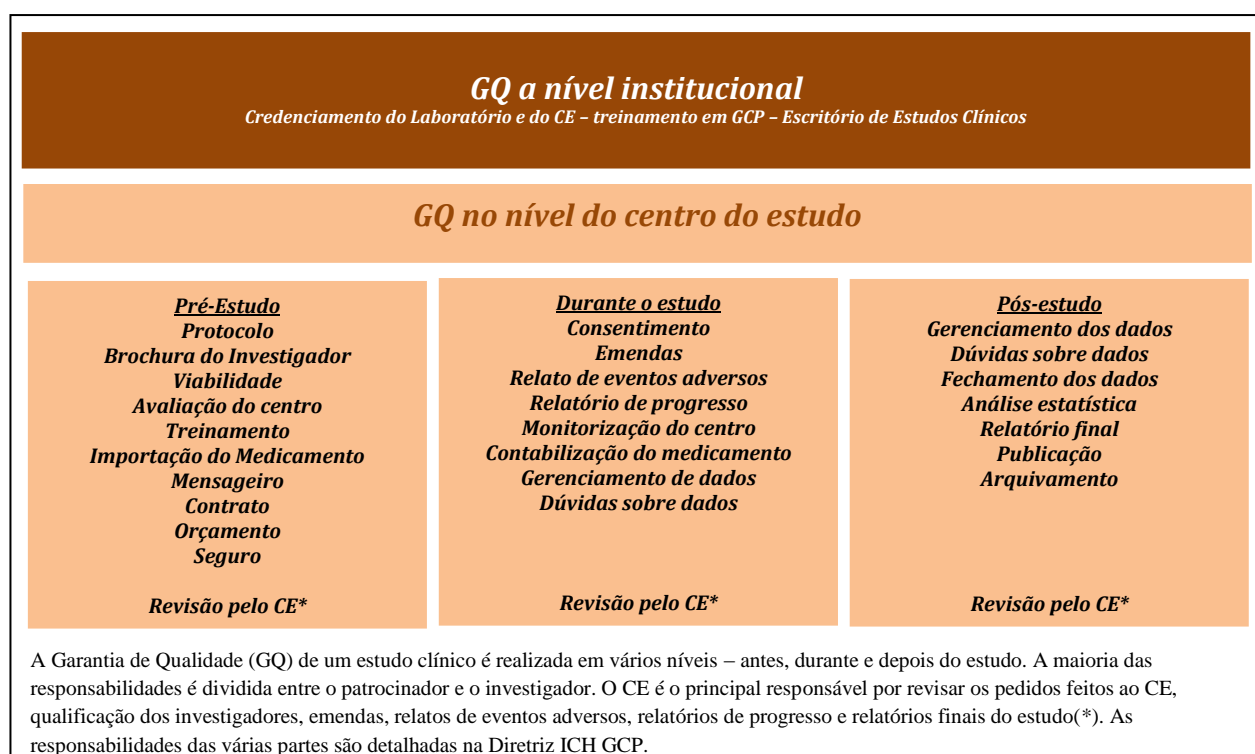 GQ a nível institucional
Credenciamento do Laboratório e do CE – treinamento em GCP – Escritório de Estudos Clínicos
GQ no nível do centro do estudo
Pré-Estudo
Protocolo
Brochura do Investigador
Viabilidade
Avaliação do centro
Treinamento
Importação do Medicamento
Mensageiro
Contrato
Orçamento
Seguro
Revisão pelo CE*
Durante o estudo
Consentimento
Emendas
Relato de eventos adversos
Relatório de progresso
Monitorização do centro
Contabilização do medicamento
Gerenciamento de dados
Dúvidas sobre dados
Revisão pelo CE*
Pós-estudo
Gerenciamento dos dados
Dúvidas sobre dados
Fechamento dos dados
Análise estatística
Relatório final
Publicação
Arquivamento
Revisão pelo CE*
A Garantia de Qualidade (GQ) de um estudo clínico é realizada em vários níveis – antes, durante e depois do estudo. A maioria das
responsabilidades é dividida entre o patrocinador e o investigador. O CE é o principal responsável por revisar os pedidos feitos ao CE,
qualificação dos investigadores, emendas, relatos de eventos adversos, relatórios de progresso e relatórios finais do estudo(*). As
responsabilidades das várias partes são detalhadas na Diretriz ICH GCP.